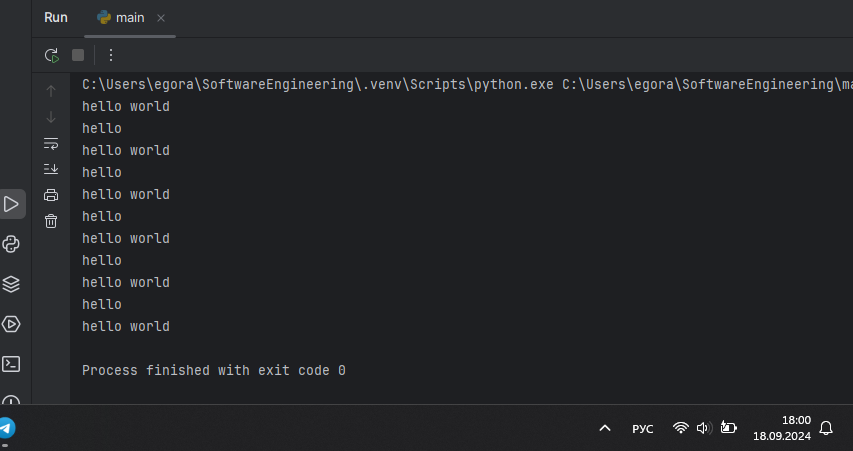 Run main
C:\Users\egora\SoftwareEngineering\.venv\Scripts\python.exe C:\Users\egora\SoftwareEngineering\ma
hello world
hello
hello world
hello
hello world
hello
hello world
hello
hello world
hello
hello world
Process finished with exit code 0
РУС
18:00
18.09.2024